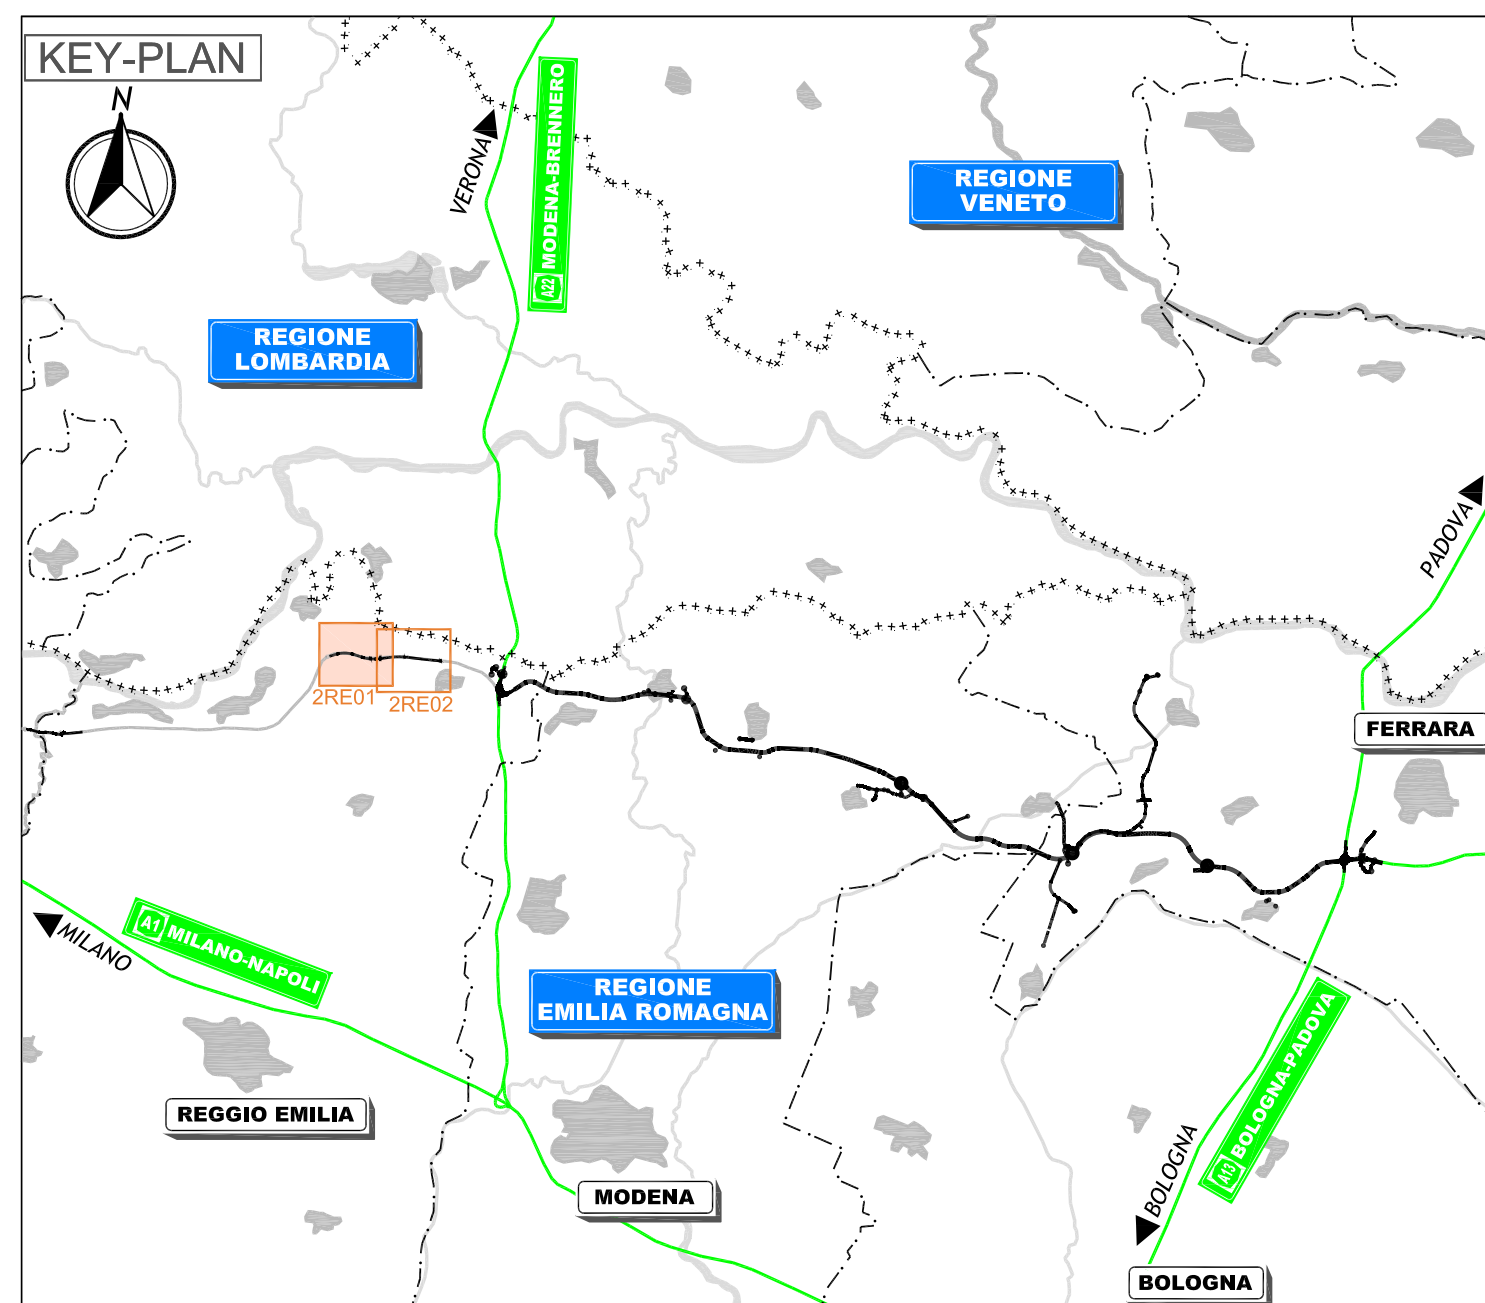 KEY-PLAN
N
VERONA
A22 MODENA-BRENNERO
REGIONE
VENETO
REGIONE
LOMBARDIA
PADOVA
2RE01
2RE02
FERRARA
MILANO
A1 MILANO-NAPOLI
REGIONE
EMILIA ROMAGNA
REGGIO EMILIA
MODENA
A13 BOLOGNA-PADOVA
BOLOGNA
BOLOGNA